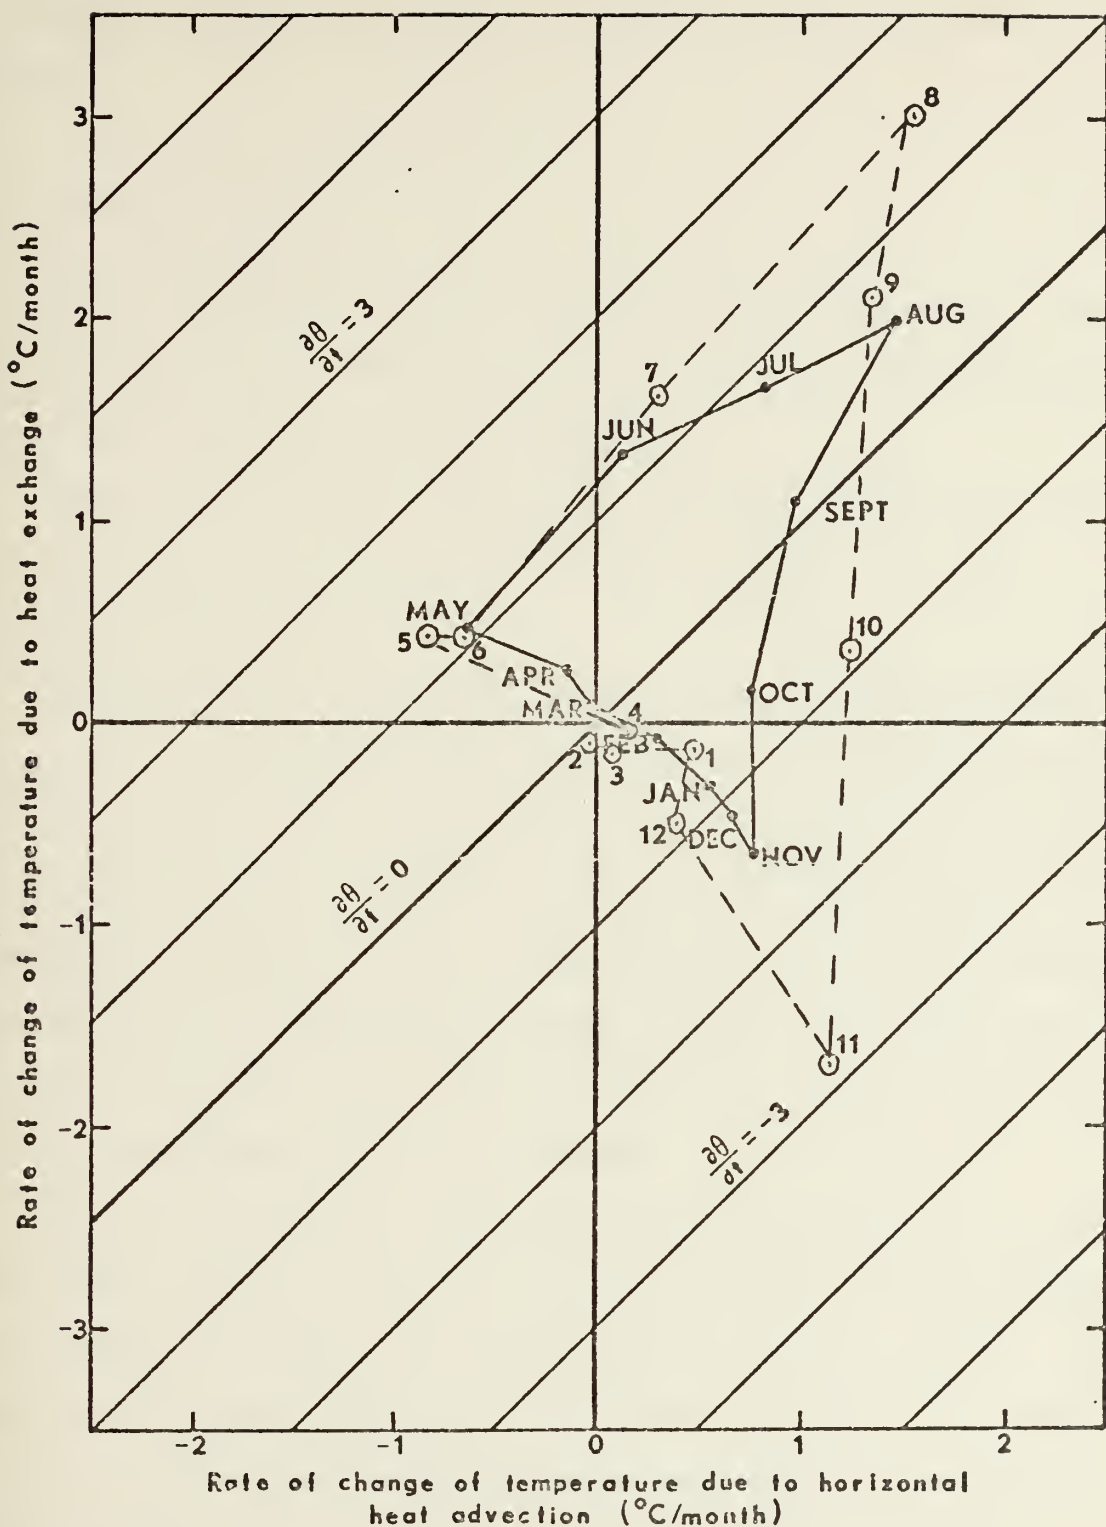 3
8
9
2
AUG
∂θ/∂t = 3
7
JUL
JUN
1
SEPT
MAY
5
6
10
APR
OCT
MAR
4
0
2
FEB
1
3
JAN
12
DEC
NOV
∂θ/∂t = 0
-1
11
-2
∂θ/∂t = -3
-3
-2
-1
0
1
2
Rate of change of temperature due to heat exchange (°C/month)
Rate of change of temperature due to horizontal
heat advection (°C/month)